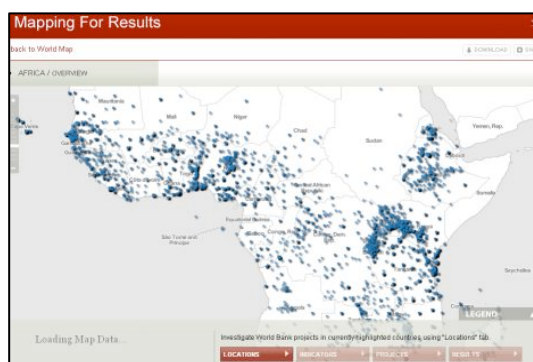 Mapping For Results
back to World Map
DOWNLOAD
AFRICA / OVERVIEW
Mauritania
Mali
Niger
Chad
Sudan
Yemen, Rep.
Djibouti
Somalia
Central African
Equatorial Guinea
Sao Tome and
Principe
Seychelles
LEGEND
Loading Map Data...
Investigate World Bank projects in currently highlighted countries using "Locations" tab
LOCATIONS
INDICATORS
PROJECTS
RESULTS